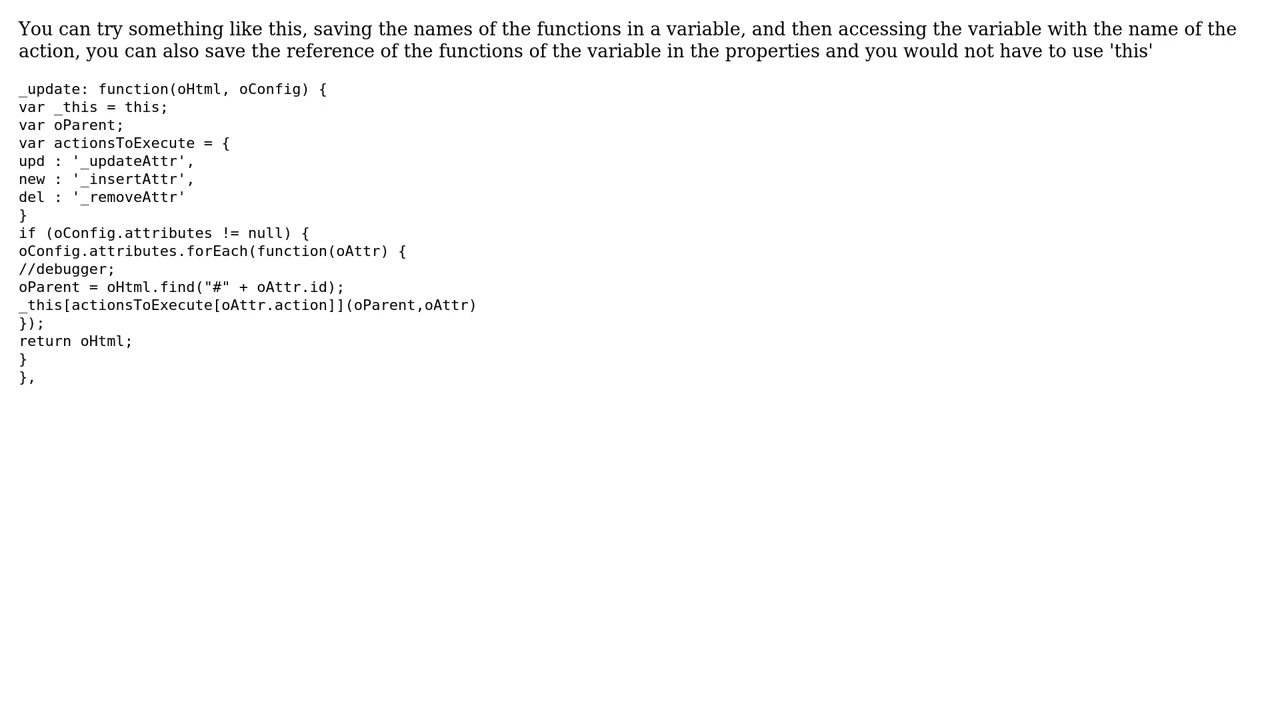 You can try something like this, saving the names of the functions in a variable, and then accessing the variable with the name of the
action, you can also save the reference of the functions of the variable in the properties and you would not have to use 'this'
_update: function(oHtml, oConfig) {
var _this = this;
var oParent;
var actionsToExecute = {
upd : '_updateAttr',
new : '_insertAttr',
del : '_removeAttr'
}
if (oConfig.attributes != null) {
oConfig.attributes.forEach(function(oAttr) {
//debugger;
oParent = oHtml.find("#" + oAttr.id);
_this[actionsToExecute[oAttr.action]](oParent,oAttr)
});
return oHtml;
}
},